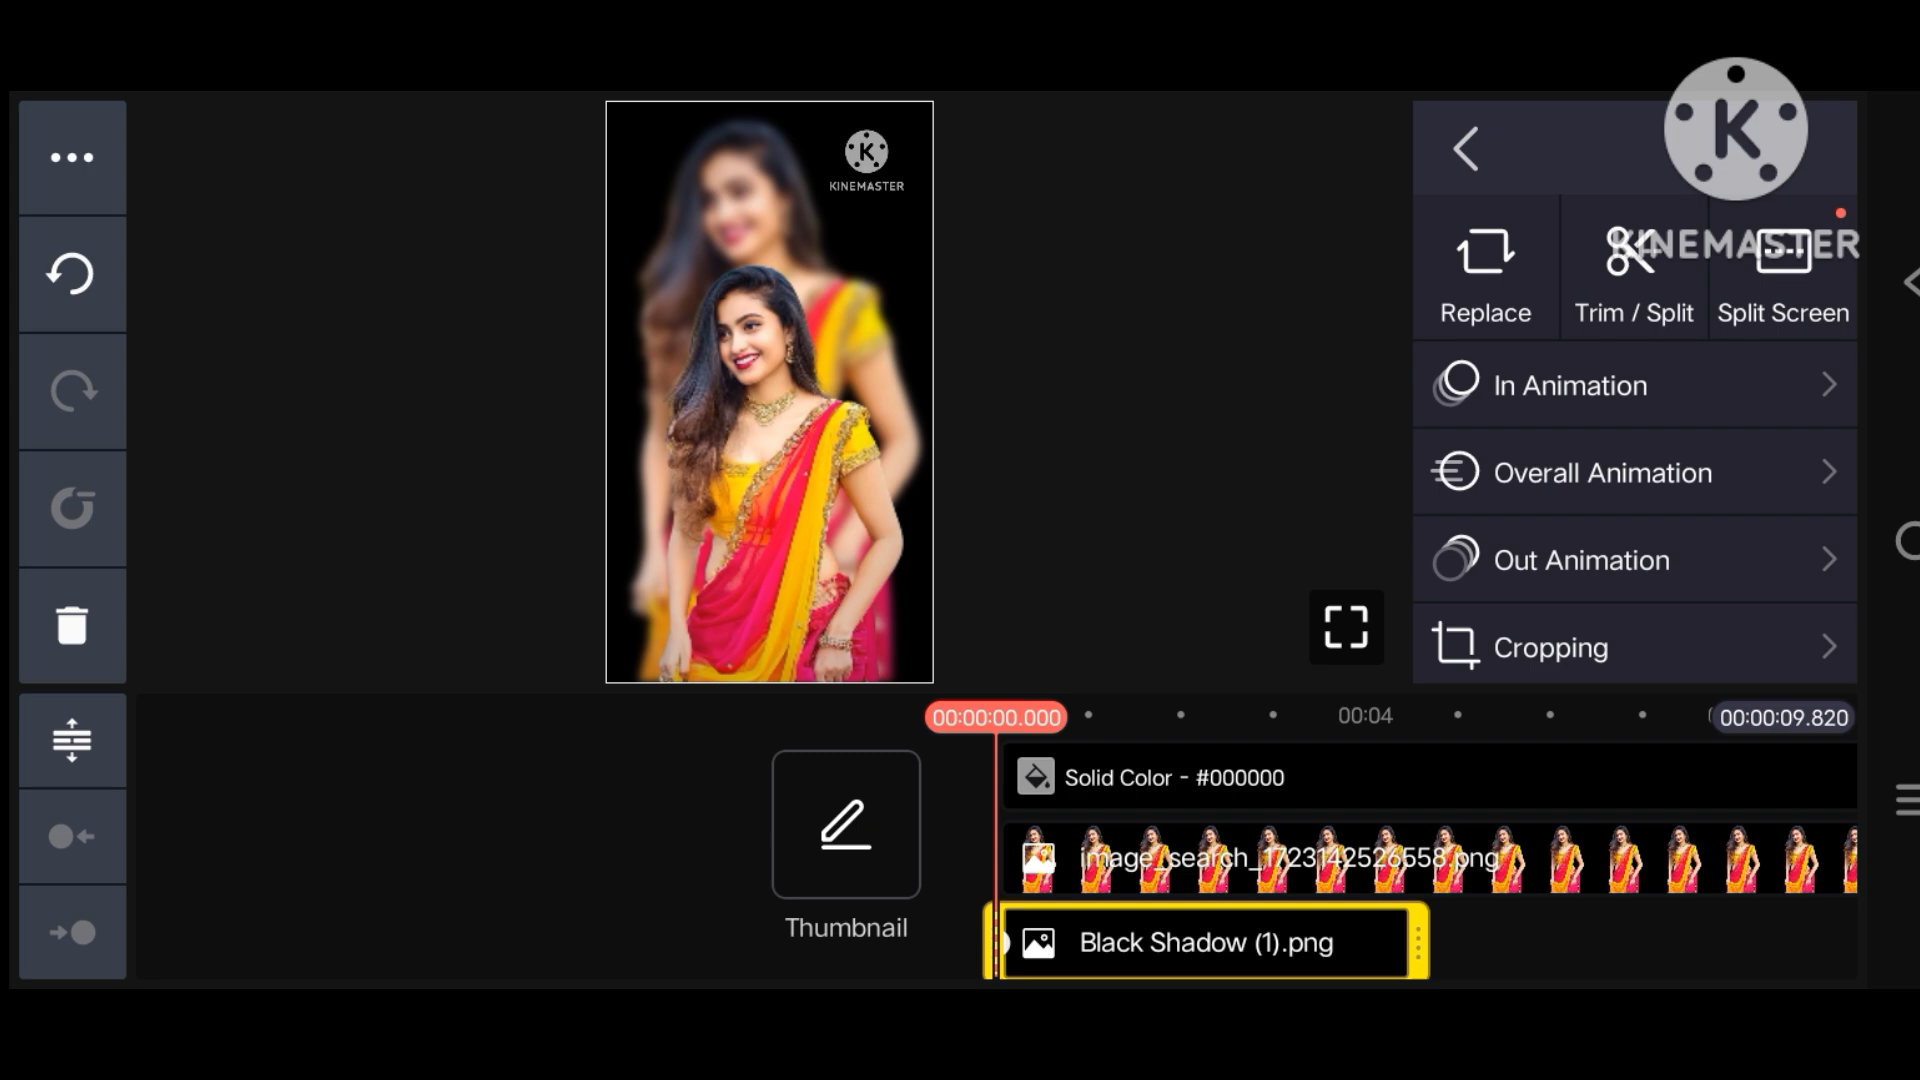 K
KINEMASTER
K
KINEMASTER
Replace
Trim / Split
Split Screen
In Animation
Overall Animation
Out Animation
Cropping
00:00:00.000
00:04
00:00:09.820
Solid Color - #000000
image_search_1723142526558.png
Thumbnail
Black Shadow (1).png